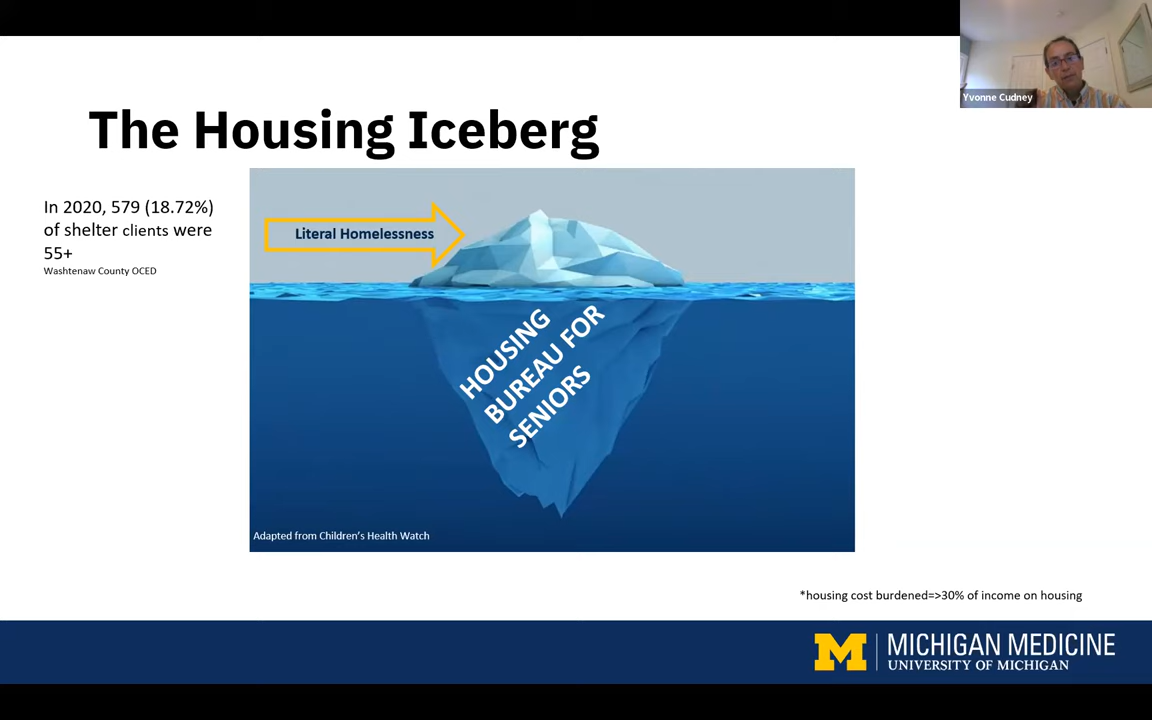 Yvonne Cudney
The Housing Iceberg
In 2020, 579 (18.72%)
of shelter clients were
55+
Washtenaw County OCED
Literal Homelessness
HOUSING
BUREAU FOR
SENIORS
Adapted from Children's Health Watch
*housing cost burdened=>30% of income on housing
M
MICHIGAN MEDICINE
UNIVERSITY OF MICHIGAN